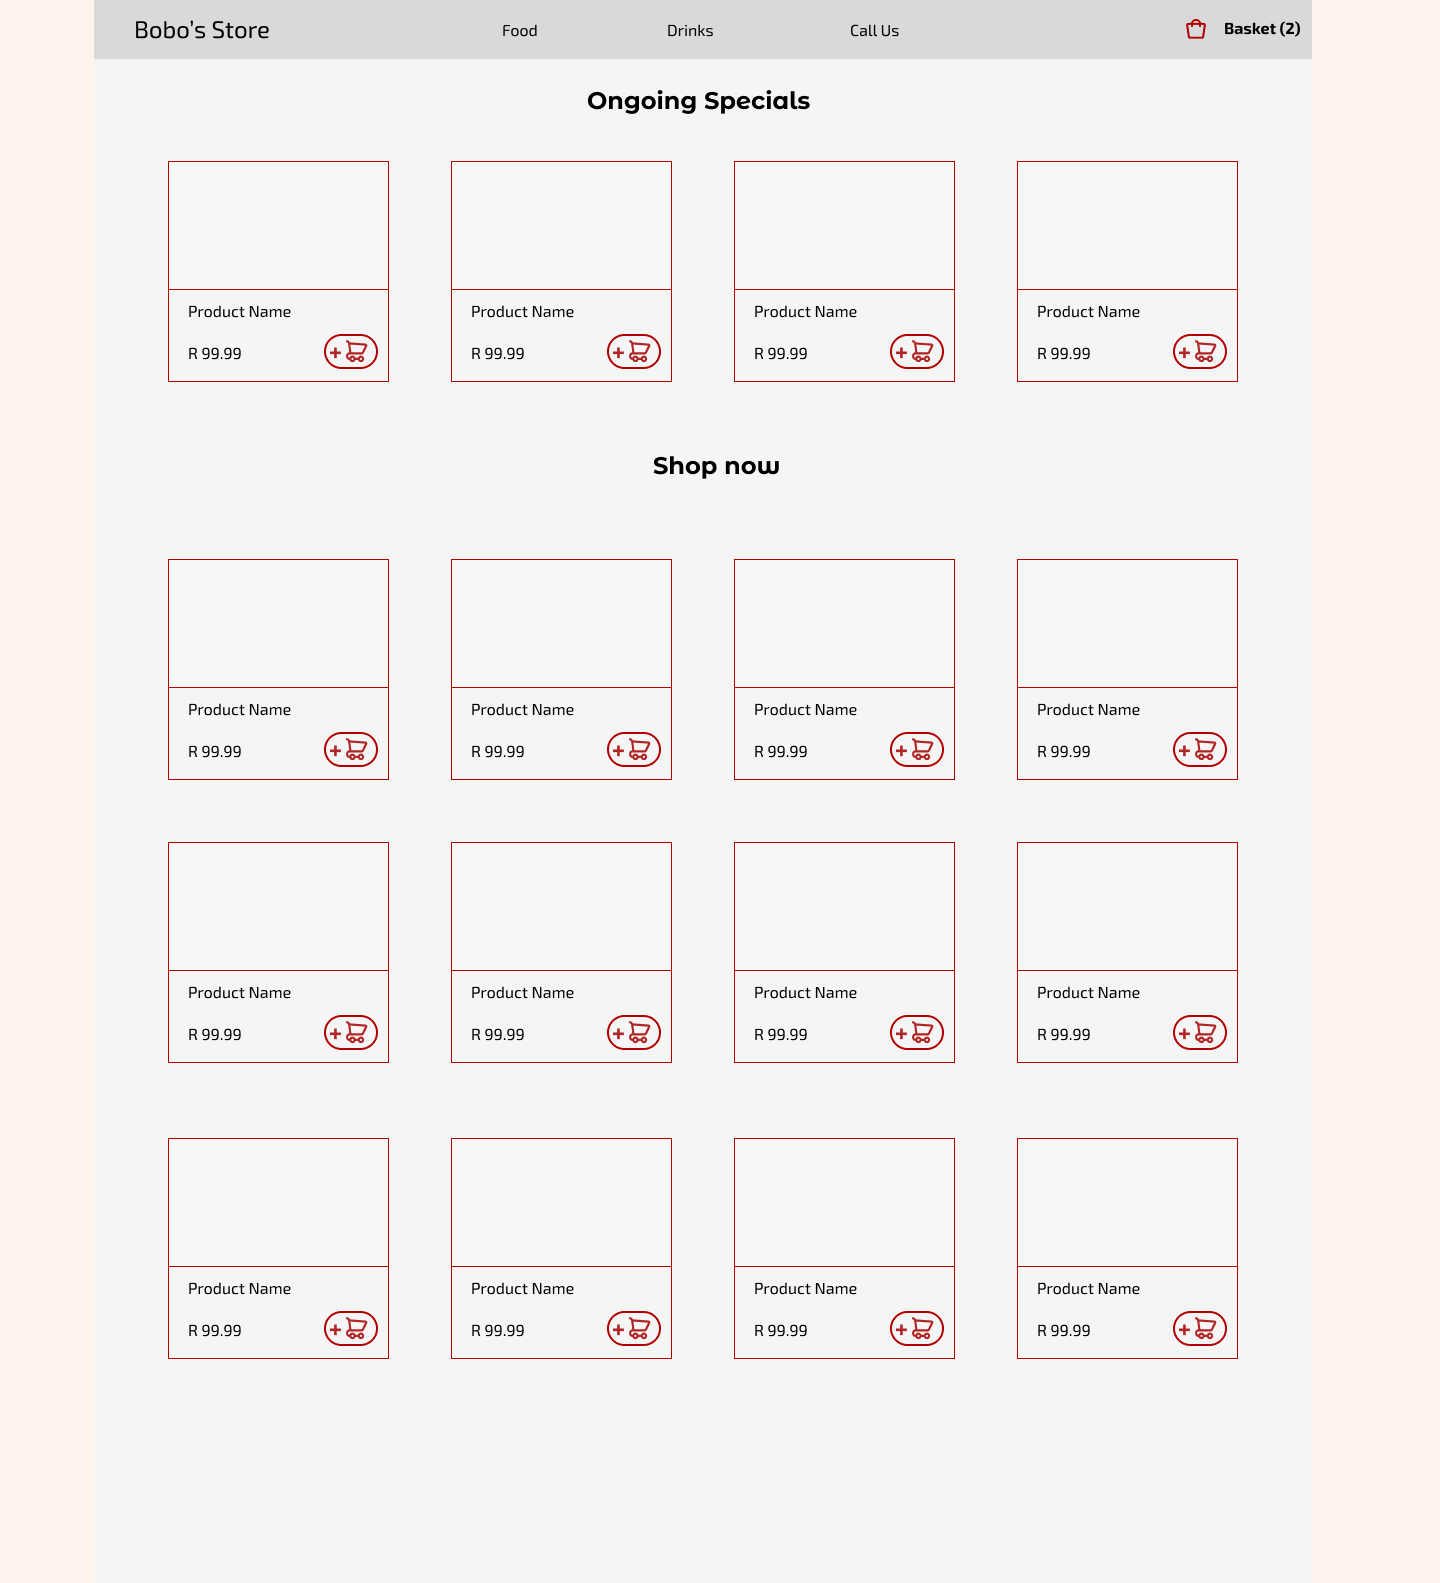 Bobo’s Store Food Drinks Call Us Basket (2)
Ongoing Specials
Product Name Product Name Product Name Product Name
R 99.99 + R 99.99 + R 99.99 + R 99.99 +
Shop now
Product Name Product Name Product Name Product Name
R 99.99 + R 99.99 + R 99.99 + R 99.99 +
Product Name Product Name Product Name Product Name
R 99.99 + R 99.99 + R 99.99 + R 99.99 +
Product Name Product Name Product Name Product Name
R 99.99 + R 99.99 + R 99.99 + R 99.99 +